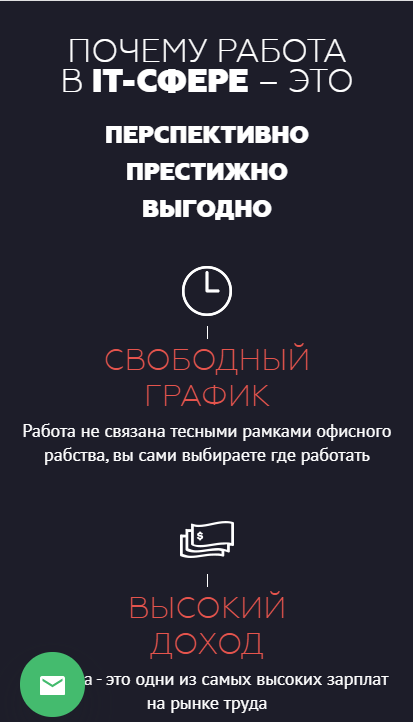 ПОЧЕМУ РАБОТА
В IT-СФЕРЕ – ЭТО
ПЕРСПЕКТИВНО
ПРЕСТИЖНО
ВЫГОДНО
СВОБОДНЫЙ
ГРАФИК
Работа не связана тесными рамками офисного
рабства, вы сами выбираете где работать
$
ВЫСОКИЙ
ДОХОД
- это одни из самых высоких зарплат
на рынке труда